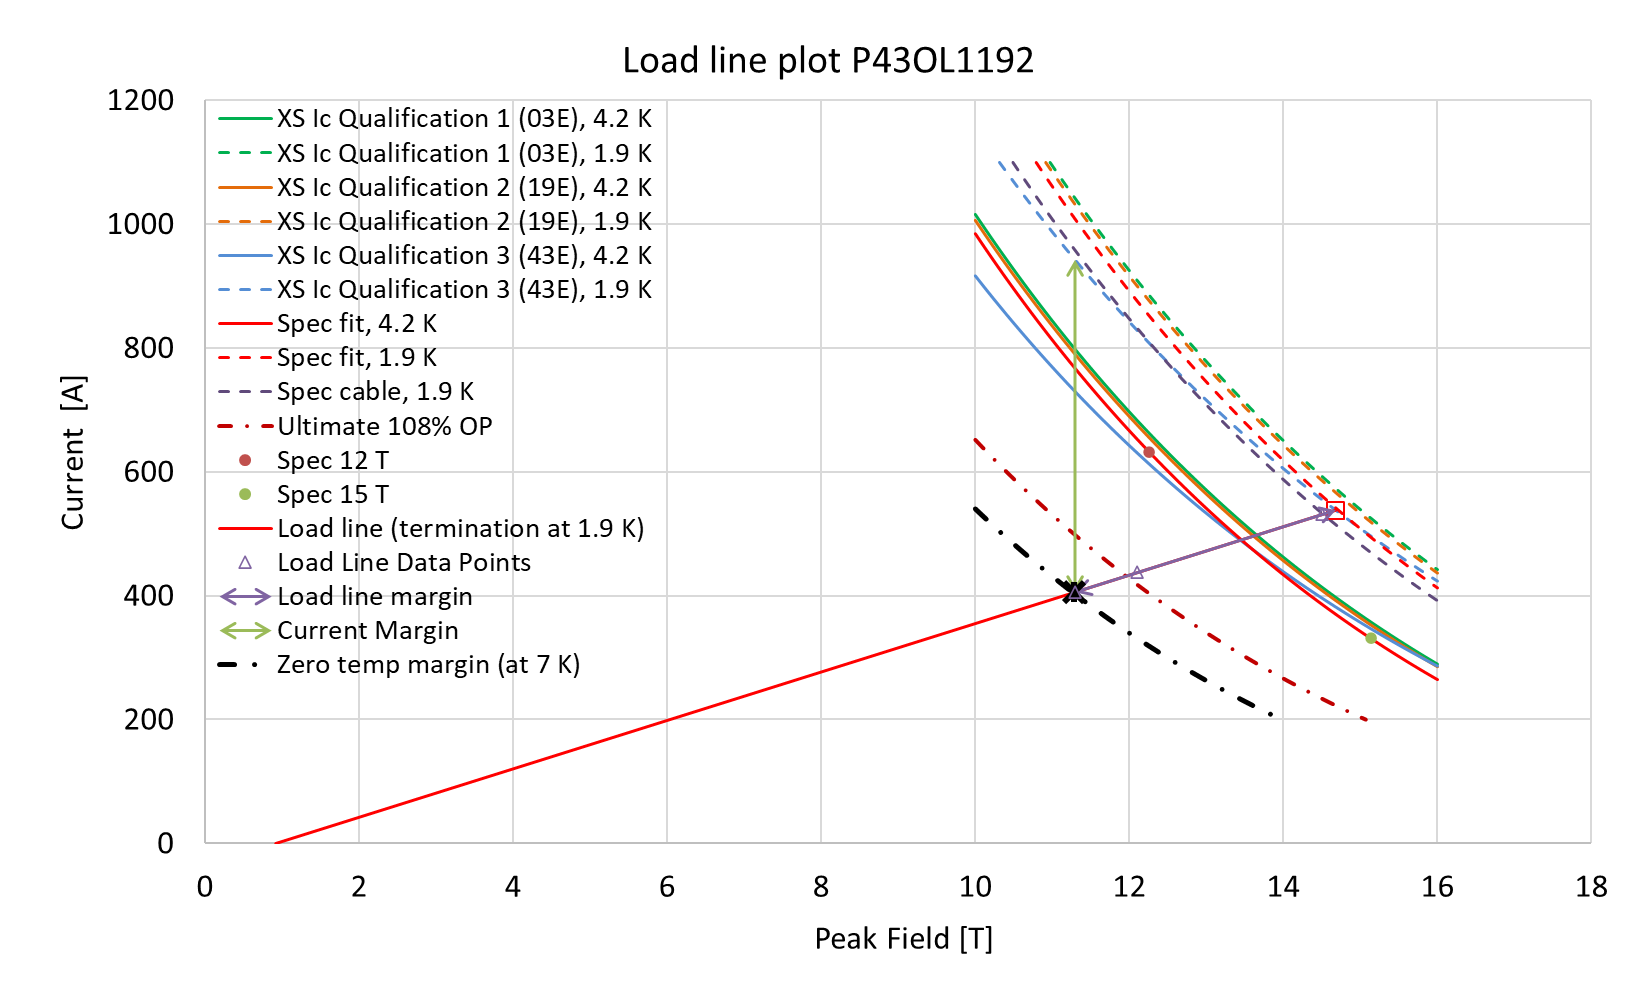 Load line plot P43OL1192
1200
1000
800
600
400
200
0
Current [A]
XS Ic Qualification 1 (03E), 4.2 K
XS Ic Qualification 1 (03E), 1.9 K
XS Ic Qualification 2 (19E), 4.2 K
XS Ic Qualification 2 (19E), 1.9 K
XS Ic Qualification 3 (43E), 4.2 K
XS Ic Qualification 3 (43E), 1.9 K
Spec fit, 4.2 K
Spec fit, 1.9 K
Spec cable, 1.9 K
Ultimate 108% OP
Spec 12 T
Spec 15 T
Load line (termination at 1.9 K)
Load Line Data Points
Load line margin
Current Margin
Zero temp margin (at 7 K)
0 2 4 6 8 10 12 14 16 18
Peak Field [T]